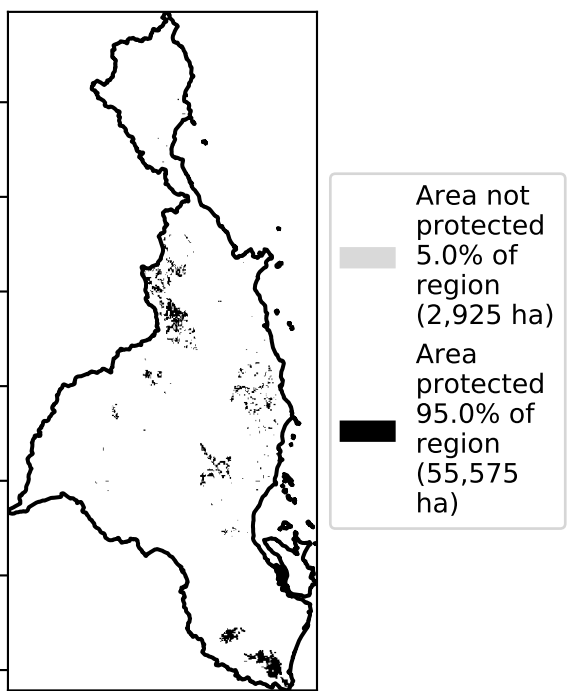 Area not
protected
5.0% of
region
(2,925 ha)
Area
protected
95.0% of
region
(55,575
ha)